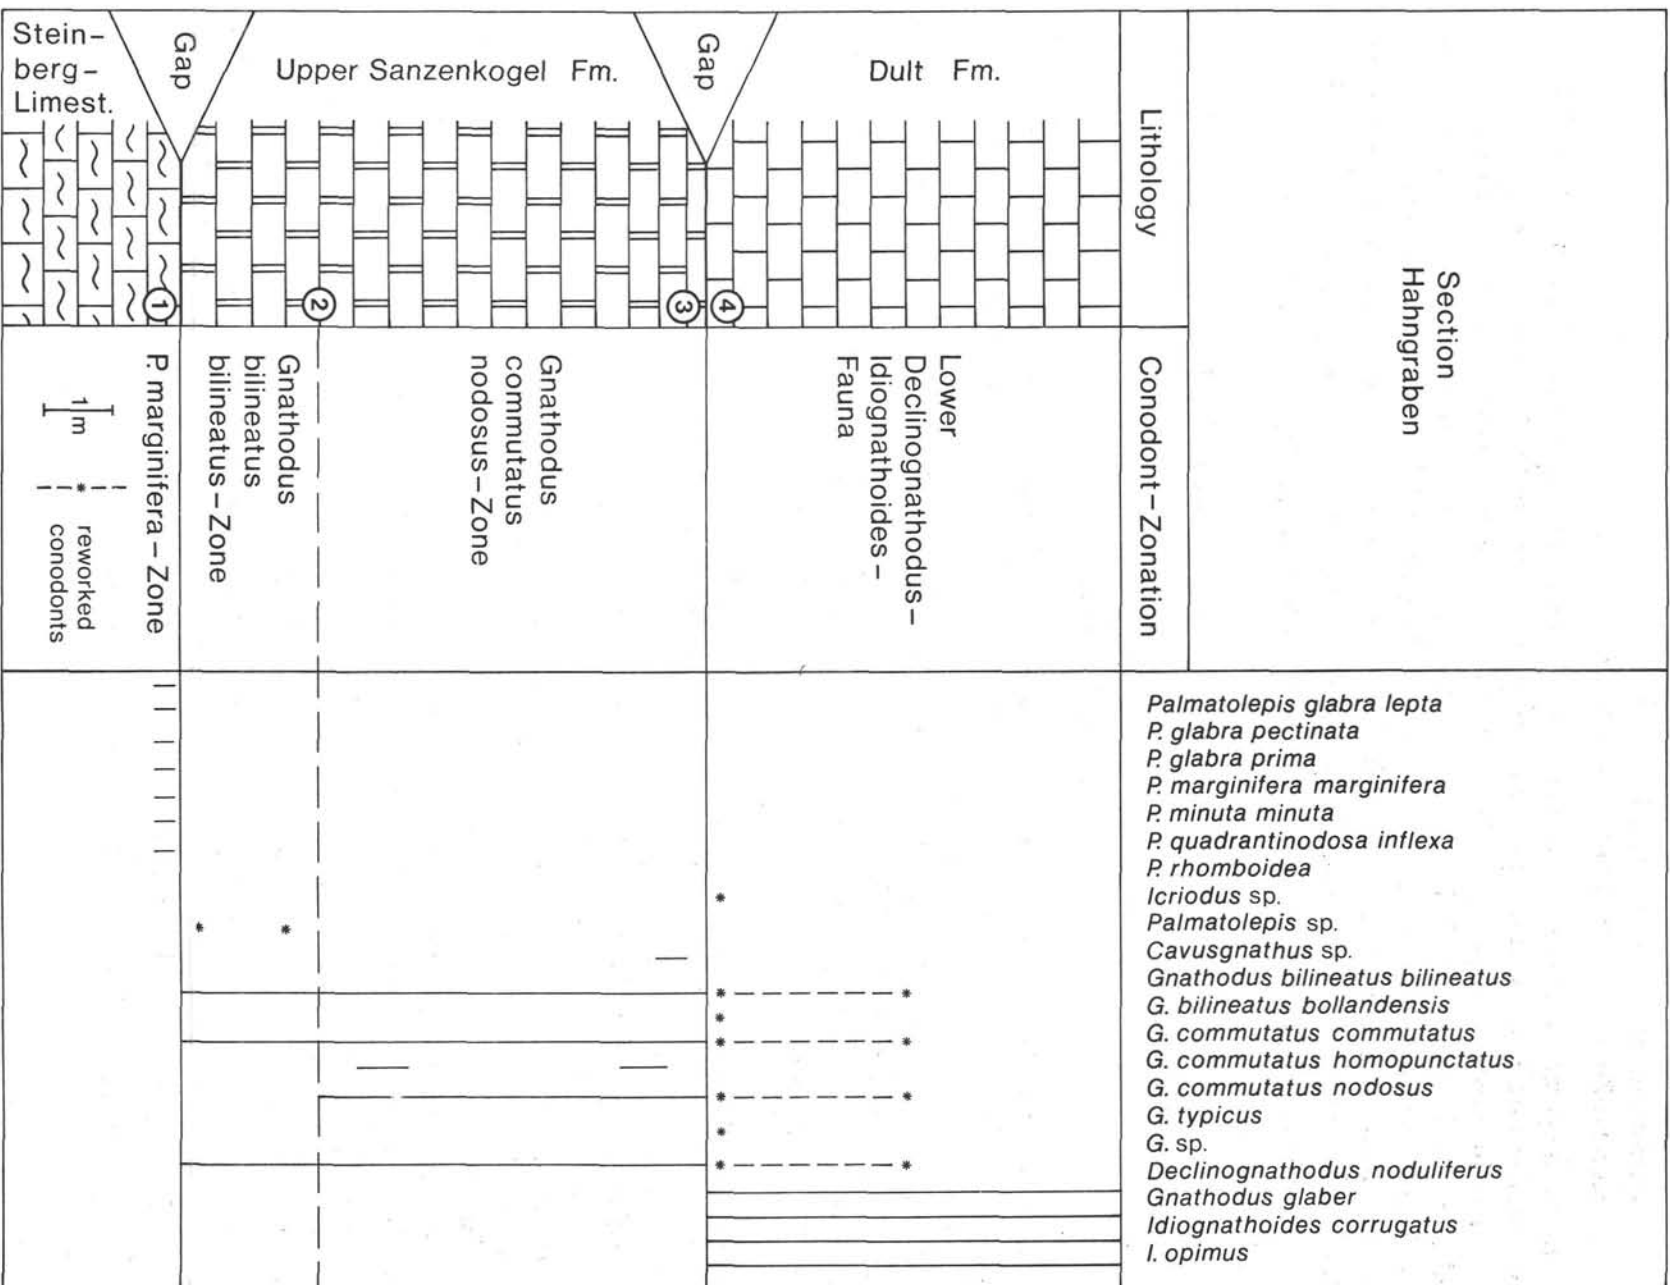 Stein-
berg-
Limest.
Gap
Upper Sanzenkogel Fm.
Gap
Dult Fm.
Lithology
Section
Hahngraben
1
2
3
4
P. marginifera-Zone
1m
* reworked
conodonts
Gnathodus
bilineatus
bilineatus-Zone
Gnathodus
commutatus
nodosus-Zone
Lower
Declinognathodus-
Idiognathoides-
Fauna
Conodont-Zonation
Palmatolepis glabra lepta
P. glabra pectinata
P. glabra prima
P. marginifera marginifera
P. minuta minuta
P. quadrantinodosa inflexa
P. rhomboidea
Icriodus sp.
Palmatolepis sp.
Cavusgnathus sp.
Gnathodus bilineatus bilineatus
G. bilineatus bollandensis
G. commutatus commutatus
G. commutatus homopunctatus
G. commutatus nodosus
G. typicus
G. sp.
Declinognathodus noduliferus
Gnathodus glaber
Idiognathoides corrugatus
I. opimus